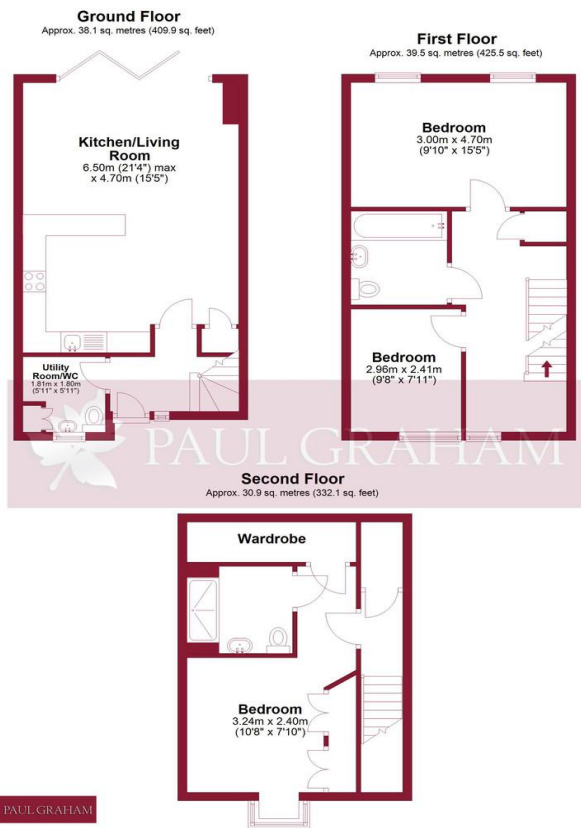 Ground Floor
Approx. 38.1 sq. metres (409.9 sq. feet)
Kitchen/Living
Room
6.50m (21'4") max
x 4.70m (15'5")
Utility
Room/WC
1.81m x 1.80m
(5'11" x 5'11")
First Floor
Approx. 39.5 sq. metres (425.5 sq. feet)
Bedroom
3.00m x 4.70m
(9'10" x 15'5")
Bedroom
2.96m x 2.41m
(9'8" x 7'11")
PAUL GRAHAM
Second Floor
Approx. 30.9 sq. metres (332.1 sq. feet)
Wardrobe
Bedroom
3.24m x 2.40m
(10'8" x 7'10")
PAUL GRAHAM